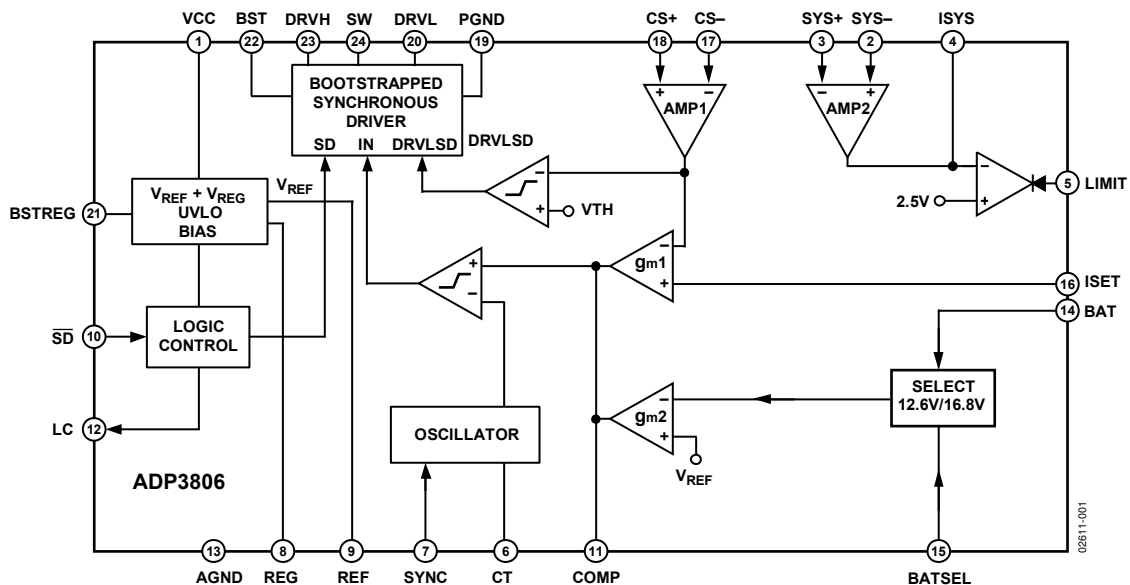 VCC BST DRVH SW DRVL PGND CS+ CS– SYS+ SYS– ISYS
1 22 23 24 20 19 18 17 3 2 4
BOOTSTRAPPED
SYNCHRONOUS
DRIVER
SD IN DRVLSD
DRVLSD
+ –
AMP1
– +
AMP2
–
+
VTH
–
+
2.5V
5 LIMIT
VREF + VREG
UVLO
BIAS
VREF
BSTREG 21
+
–
gm1
–
+
16 ISET
14 BAT
SD 10
LOGIC
CONTROL
SELECT
12.6V/16.8V
gm2
–
+
VREF
OSCILLATOR
LC 12
ADP3806
13 8 9 7 6 11 15
AGND REG REF SYNC CT COMP BATSEL
02611-001